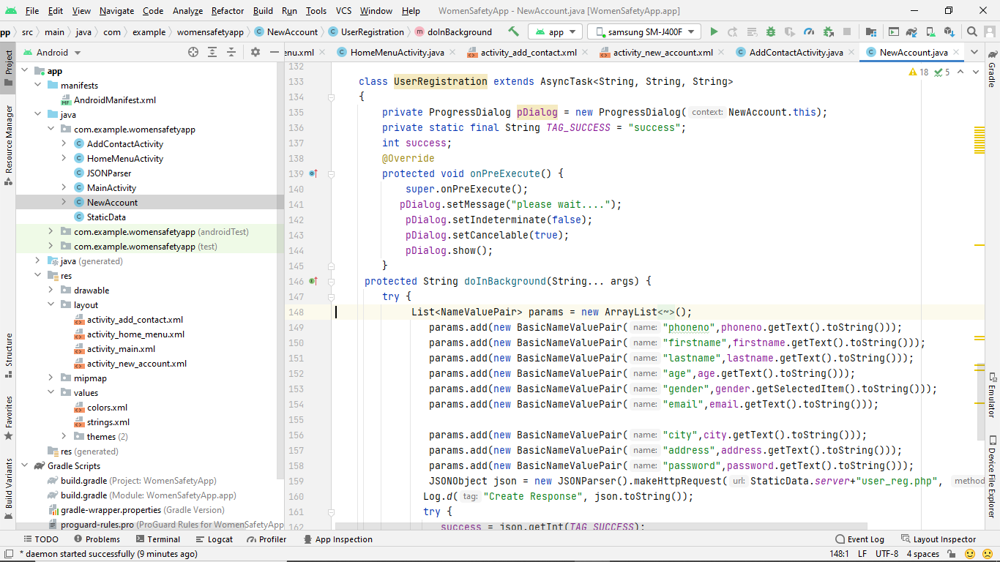 File Edit View Navigate Code Analyze Refactor Build Run Tools VCS Window Help WomenSafetyApp - NewAccount.java [WomenSafetyApp.app]
pp src main java com example womensafetyapp NewAccount UserRegistration doInBackground app samsung SM-J400F
Project
Resource Manager
Structure
Favorites
Build Variants
Android
app
manifests
AndroidManifest.xml
java
com.example.womensafetyapp
AddContactActivity
HomeMenuActivity
JSONParser
MainActivity
NewAccount
StaticData
com.example.womensafetyapp (androidTest)
com.example.womensafetyapp (test)
java (generated)
res
drawable
layout
activity_add_contact.xml
activity_home_menu.xml
activity_main.xml
activity_new_account.xml
mipmap
values
colors.xml
strings.xml
themes (2)
res (generated)
Gradle Scripts
build.gradle (Project: WomenSafetyApp)
build.gradle (Module: WomenSafetyApp.app)
gradle-wrapper.properties (Gradle Version)
proguard-rules.pro (ProGuard Rules for WomenSafetyApp
enu.xml HomeMenuActivity.java activity_add_contact.xml activity_new_account.xml AddContactActivity.java NewAccount.java
18 5
132
133 class UserRegistration extends AsyncTask<String, String, String>
134 {
135 private ProgressDialog pDialog = new ProgressDialog( context: NewAccount.this);
136 private static final String TAG_SUCCESS = "success";
137 int success;
138 @Override
139 protected void onPreExecute() {
140 super.onPreExecute();
141 pDialog.setMessage("please wait....");
142 pDialog.setIndeterminate(false);
143 pDialog.setCancelable(true);
144 pDialog.show();
145 }
146 protected String doInBackground(String... args) {
147 try {
148 List<NameValuePair> params = new ArrayList<~>();
149 params.add(new BasicNameValuePair( name: "phoneno",phoneno.getText().toString()));
150 params.add(new BasicNameValuePair( name: "firstname",firstname.getText().toString()));
151 params.add(new BasicNameValuePair( name: "lastname",lastname.getText().toString()));
152 params.add(new BasicNameValuePair( name: "age",age.getText().toString()));
153 params.add(new BasicNameValuePair( name: "gender",gender.getSelectedItem().toString()));
154 params.add(new BasicNameValuePair( name: "email",email.getText().toString()));
155
156 params.add(new BasicNameValuePair( name: "city",city.getText().toString()));
157 params.add(new BasicNameValuePair( name: "address",address.getText().toString()));
158 params.add(new BasicNameValuePair( name: "password",password.getText().toString()));
159 JSONObject json = new JSONParser().makeHttpRequest( url: StaticData.server+"user_reg.php", method
160 Log.d( tag: "Create Response", json.toString());
161 try {
162 success = json.getInt(TAG_SUCCESS);
Gradle
Emulator
Device File Explorer
TODO Problems Terminal Logcat Profiler App Inspection Event Log Layout Inspector
* daemon started successfully (9 minutes ago) 148:1 LF UTF-8 4 spaces